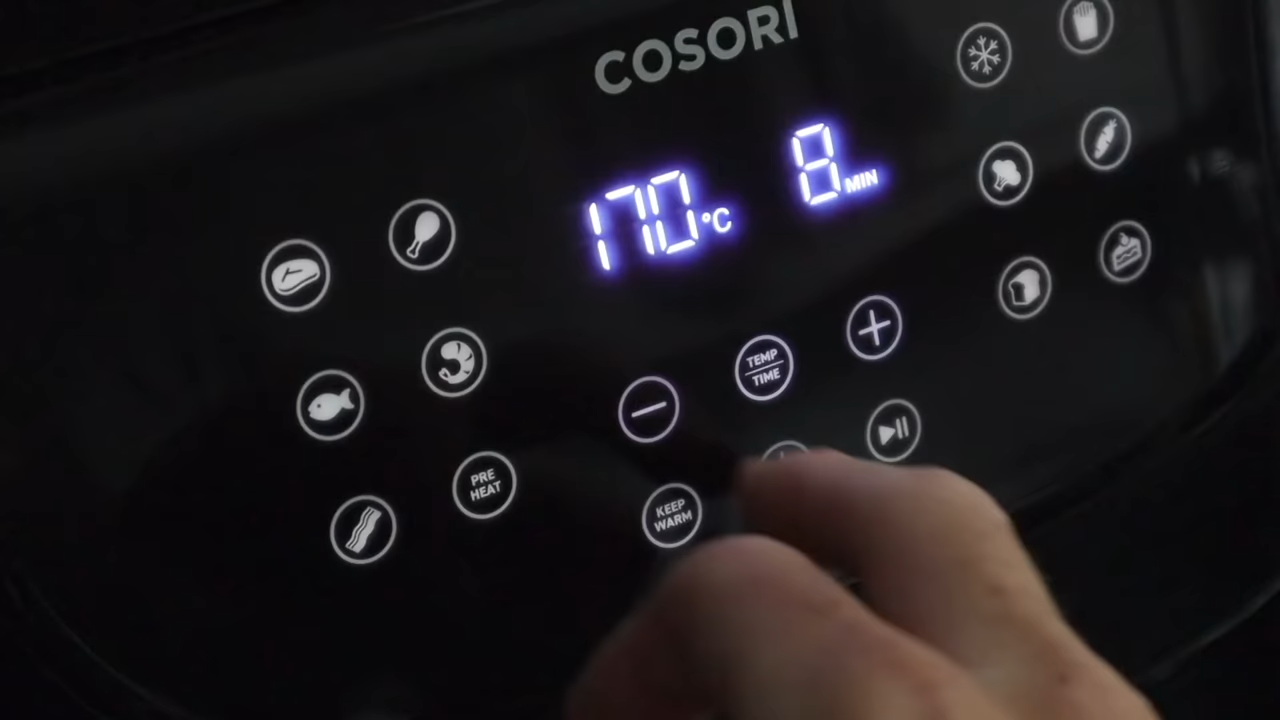 COSORI
170°C
8 MIN
TEMP
TIME
PRE
HEAT
KEEP
WARM